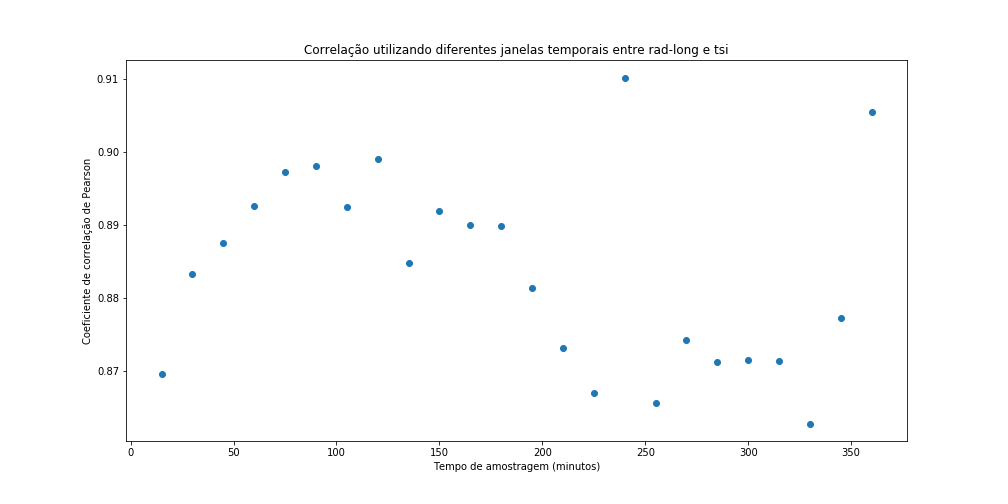 Correlação utilizando diferentes janelas temporais entre rad-long e tsi
0.91
0.90
0.89
0.88
0.87
Coeficiente de correlação de Pearson
0 50 100 150 200 250 300 350
Tempo de amostragem (minutos)